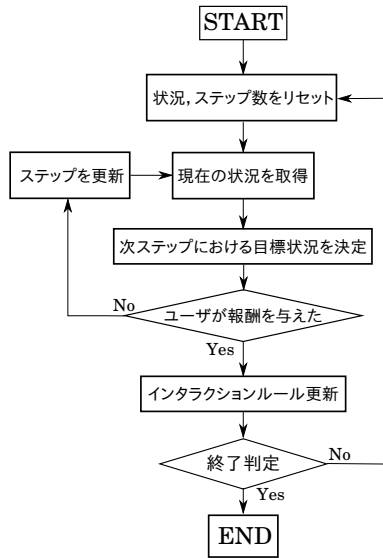 START
状況,ステップ数をリセット
ステップを更新
現在の状況を取得
次ステップにおける目標状況を決定
No
ユーザが報酬を与えた
Yes
インタラクションルール更新
終了判定
No
Yes
END